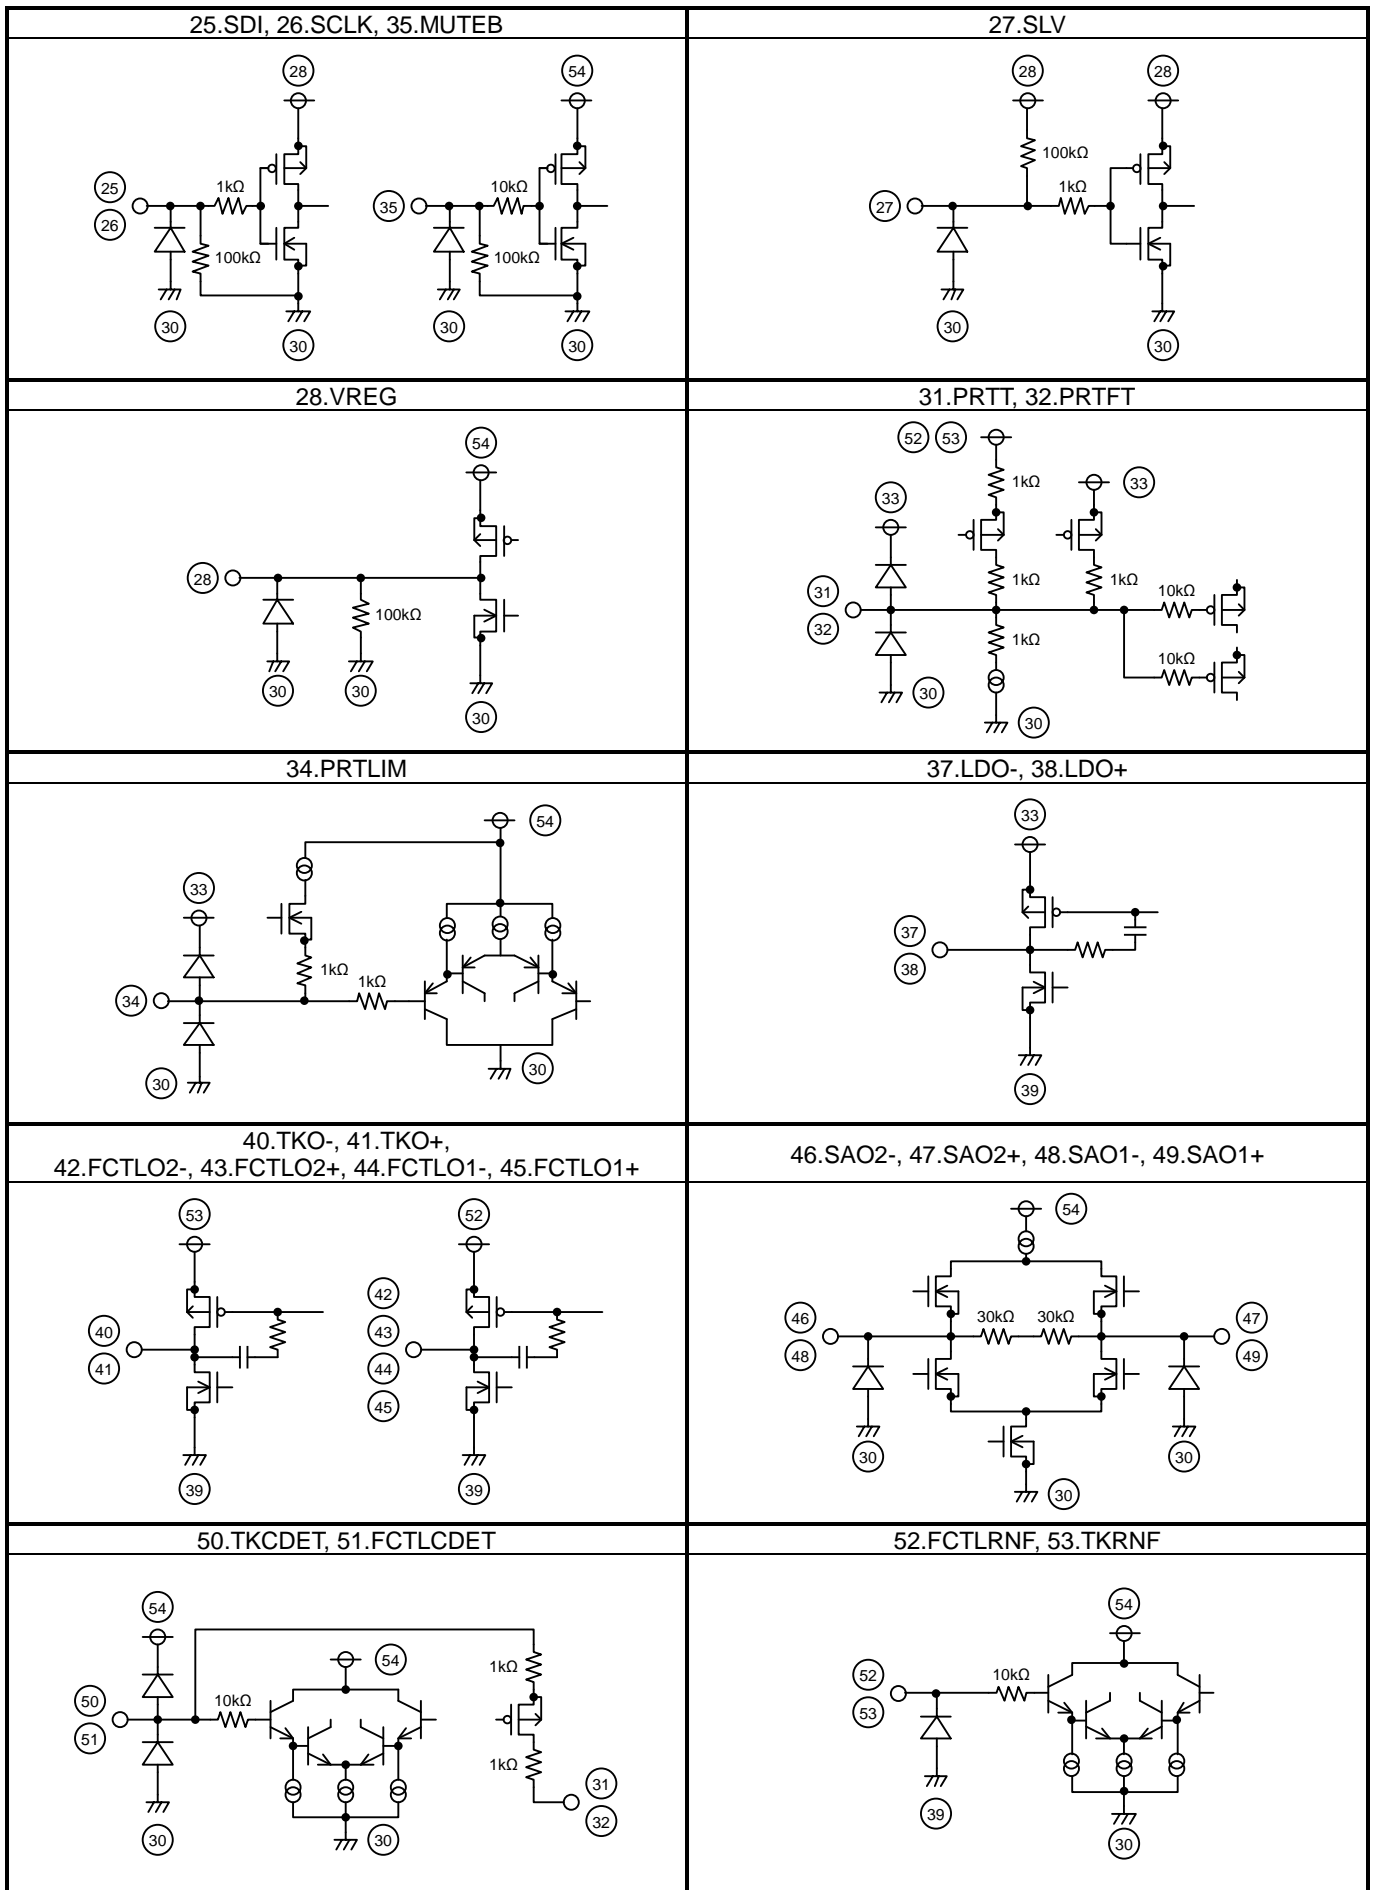 25.SDI, 26.SCLK, 35.MUTEB
28
54
25
26
1kΩ
100kΩ
30
30
35
10kΩ
100kΩ
30
30
27.SLV
28
28
100kΩ
27
1kΩ
30
30
28.VREG
54
28
100kΩ
30
30
30
31.PRTT, 32.PRTFT
52 53
1kΩ
33
33
1kΩ
1kΩ
31
32
10kΩ
1kΩ
10kΩ
30
30
34.PRTLIM
54
33
1kΩ
1kΩ
34
30
30
37.LDO-, 38.LDO+
33
37
38
39
40.TKO-, 41.TKO+,
42.FCTLO2-, 43.FCTLO2+, 44.FCTLO1-, 45.FCTLO1+
53
52
40
41
42
43
44
45
39
39
46.SAO2-, 47.SAO2+, 48.SAO1-, 49.SAO1+
54
46
48
30kΩ 30kΩ
47
49
30
30
30
50.TKCDET, 51.FCTLCDET
54
54
1kΩ
50
51
10kΩ
1kΩ
31
32
30
30
52.FCTLRNF, 53.TKRNF
54
52
53
10kΩ
39
30